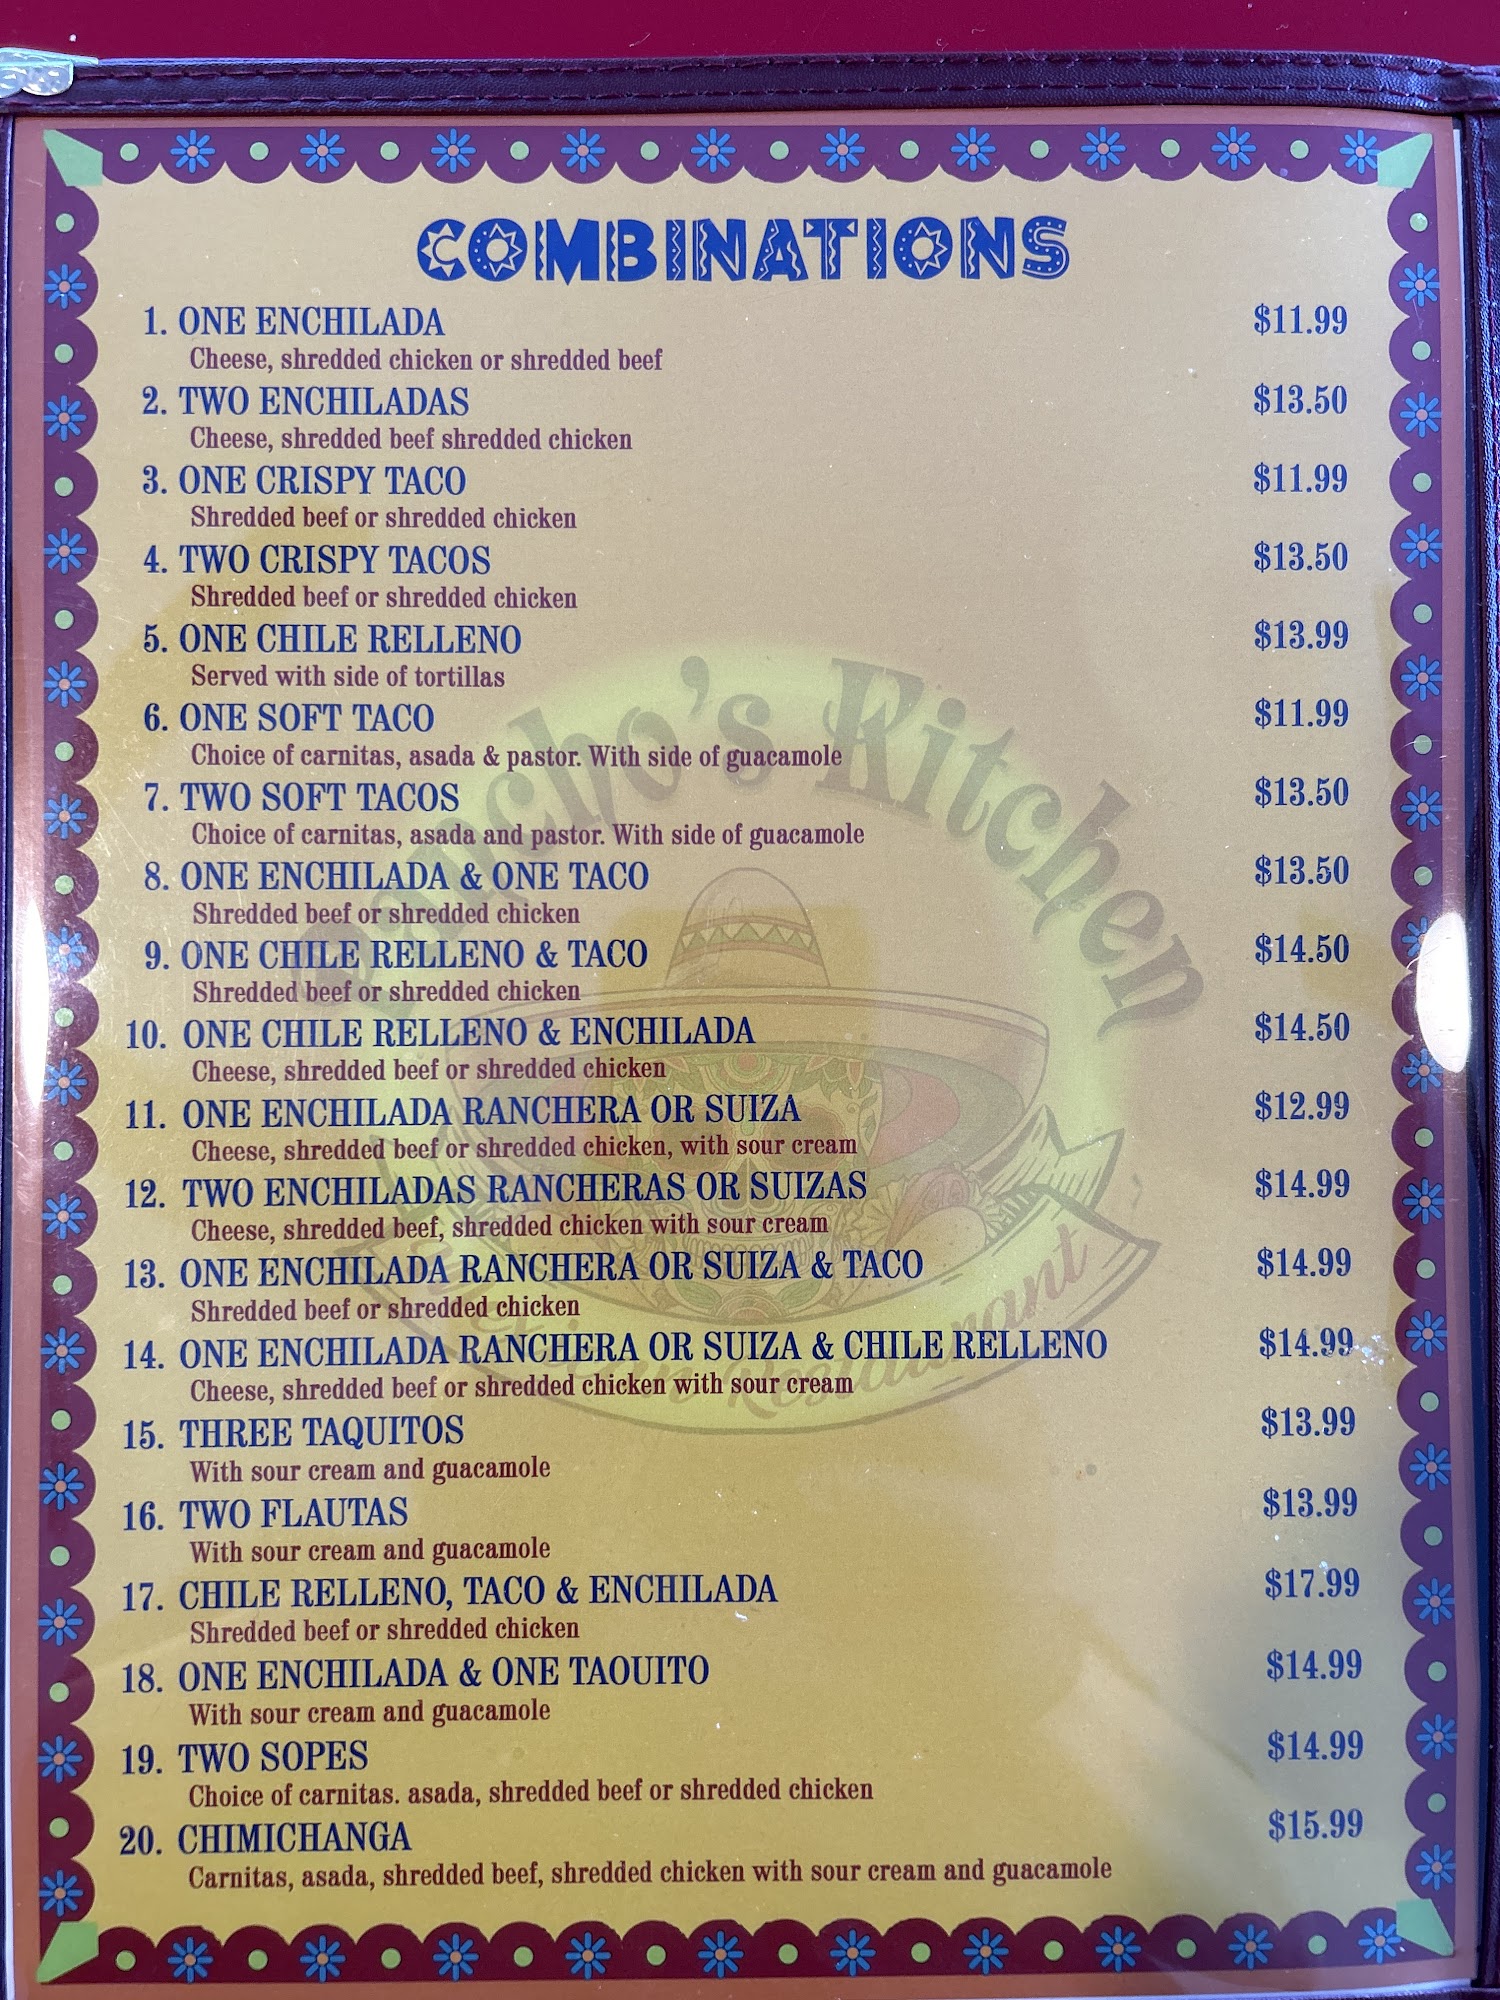 COMBINATIONS
1. ONE ENCHILADA $11.99
Cheese, shredded chicken or shredded beef
2. TWO ENCHILADAS $13.50
Cheese, shredded beef shredded chicken
3. ONE CRISPY TACO $11.99
Shredded beef or shredded chicken
4. TWO CRISPY TACOS $13.50
Shredded beef or shredded chicken
5. ONE CHILE RELLENO $13.99
Served with side of tortillas
6. ONE SOFT TACO $11.99
Choice of carnitas, asada & pastor. With side of guacamole
7. TWO SOFT TACOS $13.50
Choice of carnitas, asada and pastor. With side of guacamole
8. ONE ENCHILADA & ONE TACO $13.50
Shredded beef or shredded chicken
9. ONE CHILE RELLENO & TACO $14.50
Shredded beef or shredded chicken
10. ONE CHILE RELLENO & ENCHILADA $14.50
Cheese, shredded beef or shredded chicken
11. ONE ENCHILADA RANCHERA OR SUIZA $12.99
Cheese, shredded beef or shredded chicken, with sour cream
12. TWO ENCHILADAS RANCHERAS OR SUIZAS $14.99
Cheese, shredded beef, shredded chicken with sour cream
13. ONE ENCHILADA RANCHERA OR SUIZA & TACO $14.99
Shredded beef or shredded chicken
14. ONE ENCHILADA RANCHERA OR SUIZA & CHILE RELLENO $14.99
Cheese, shredded beef or shredded chicken with sour cream
15. THREE TAQUITOS $13.99
With sour cream and guacamole
16. TWO FLAUTAS $13.99
With sour cream and guacamole
17. CHILE RELLENO, TACO & ENCHILADA $17.99
Shredded beef or shredded chicken
18. ONE ENCHILADA & ONE TAOUITO $14.99
With sour cream and guacamole
19. TWO SOPES $14.99
Choice of carnitas. asada, shredded beef or shredded chicken
20. CHIMICHANGA $15.99
Carnitas, asada, shredded beef, shredded chicken with sour cream and guacamole
Pancho's Kitchen
Restaurant